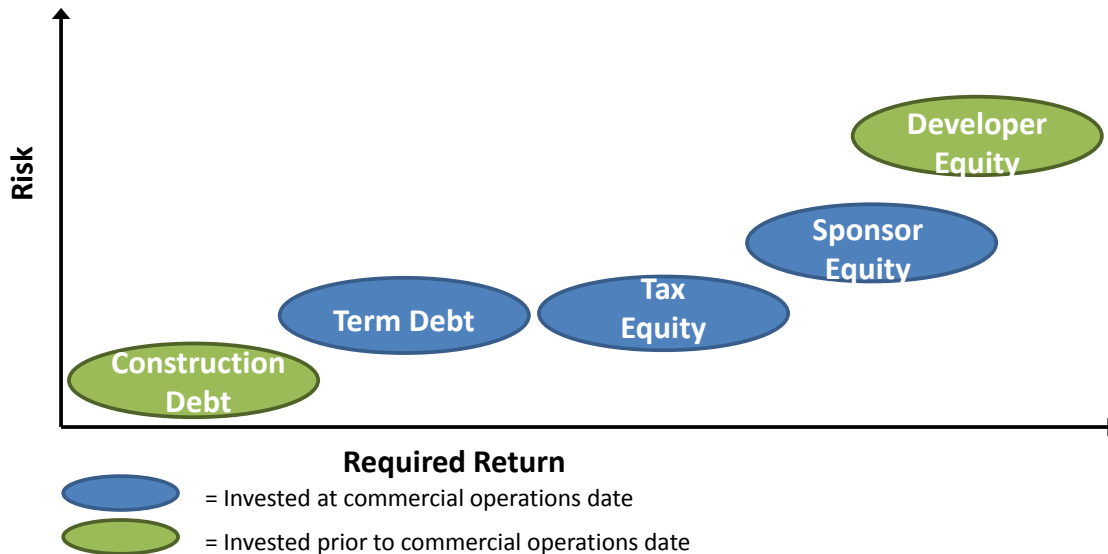 Developer
Equity
Sponsor
Equity
Tax
Equity
Term Debt
Construction
Debt
Risk
Required Return
= Invested at commercial operations date
= Invested prior to commercial operations date